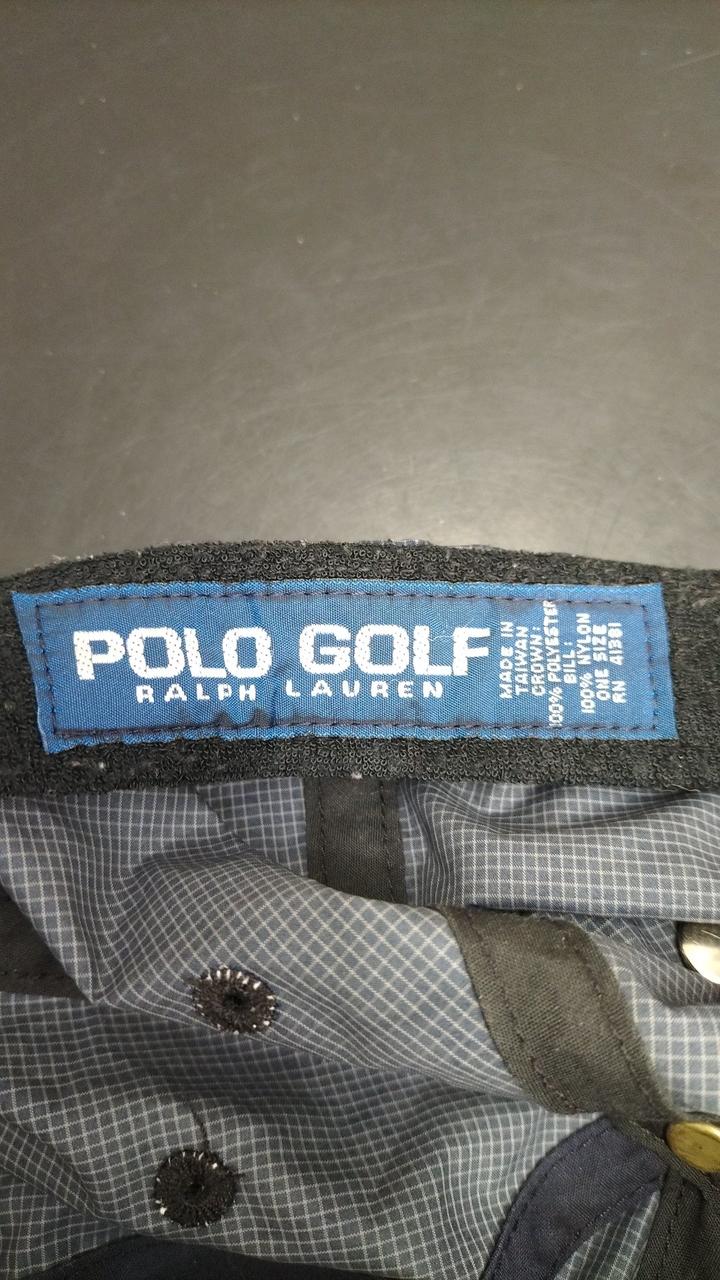 POLO GOLF
RALPH LAUREN
MADE IN
TAIWAN
CROWN:
100% POLYESTER
BILL:
100% NYLON
ONE SIZE
RN 41381